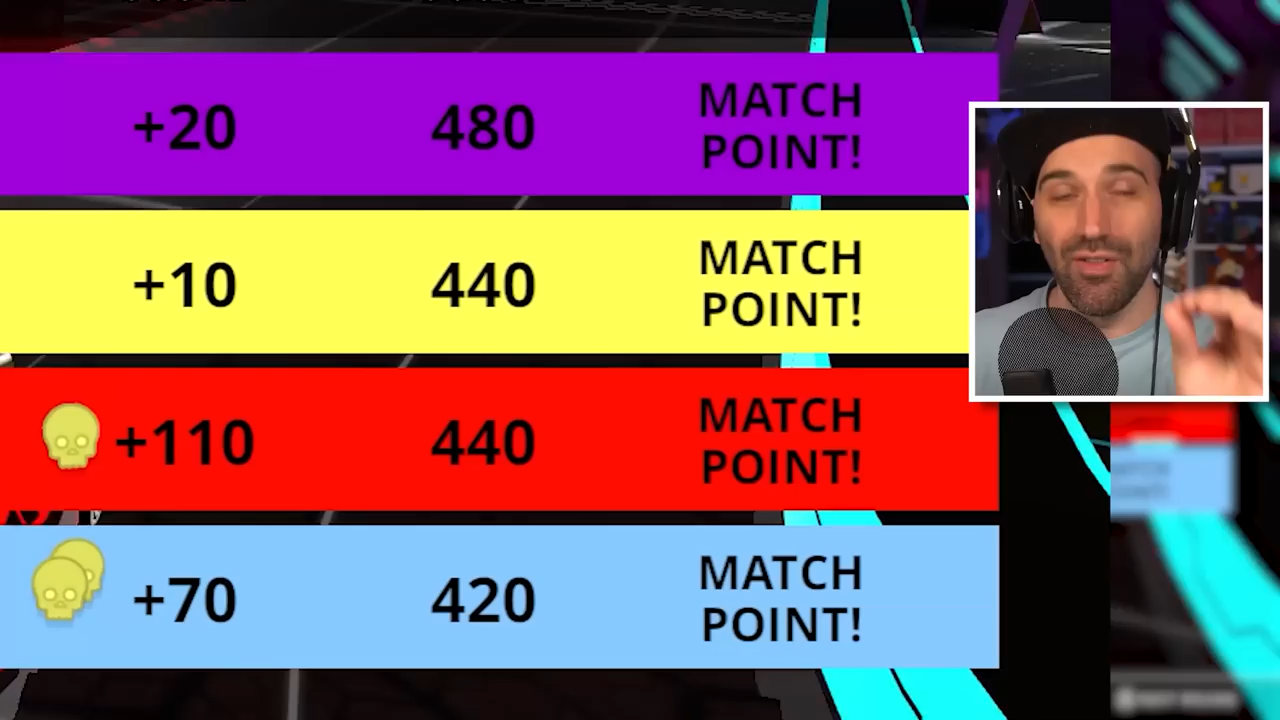 +20 480 MATCH
POINT!
+10 440 MATCH
POINT!
+110 440 MATCH
POINT!
+70 420 MATCH
POINT!